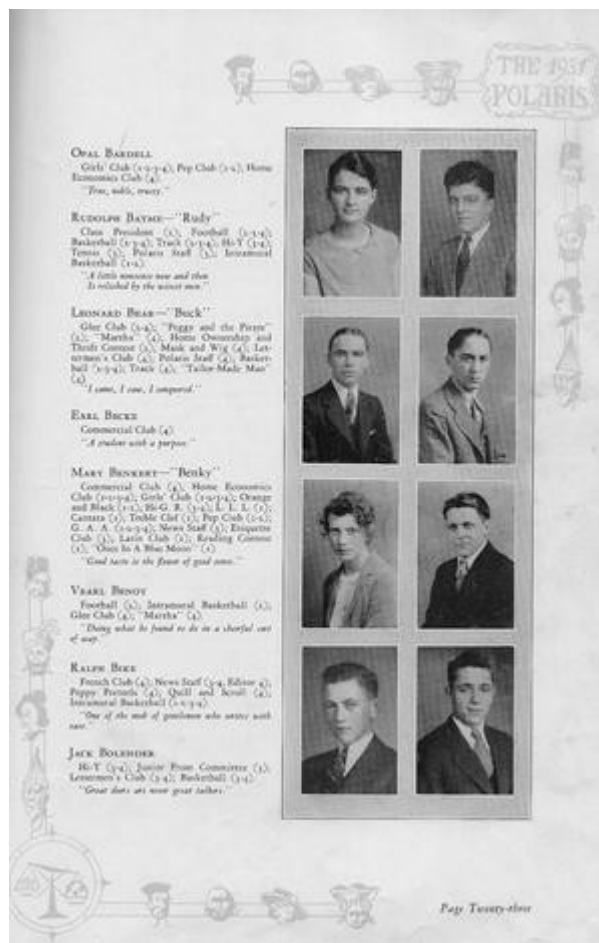 THE 1931
POLARIS
OPAL BARDELL
Girls' Club (1-2-3-4); Pep Club (1-2); Home
Economics Club (4).
"True, noble, trusty."
RUDOLPH BAYME—"Rudy"
Class President (1); Football (2-3-4);
Basketball (2-3-4); Track (2-3-4); Hi-Y (3-4);
Tennis (3); Polaris Staff (3); Intramural
Basketball (1-2).
"A little nonsense now and then
Is relished by the wisest men."
LEONARD BEAR—"Buck"
Glee Club (2-4); "Peggy and the Pirate"
(2); "Martha" (4); Home Ownership and
Thrift Contest (2); Mask and Wig (4); Let-
termen's Club (4); Polaris Staff (4); Basket-
ball (2-3-4); Track (4); "Tailor-Made Man"
(4).
"I came, I saw, I conquered."
EARL BECKE
Commercial Club (4).
"A student with a purpose."
MARY BENKERT—"Benky"
Commercial Club (4); Home Economics
Club (1-2-3-4); Girls' Club (1-2-3-4); Orange
and Black (1-2); Hi-G. R. (3-4); L. L. L. (1);
Cantata (1); Treble Clef (1); Pep Club (1-2);
G. A. A. (1-2-3-4); News Staff (3); Etiquette
Club (3); Latin Club (2); Reading Contest
(1); "Once In A Blue Moon" (1).
"Good taste is the flower of good sense."
VEARL BENOY
Football (2); Intramural Basketball (2);
Glee Club (4); "Martha" (4).
"Doing what he found to do in a cheerful sort
of way."
RALPH BIKE
French Club (4); News Staff (3-4, Editor 4);
Peppy Pretzels (4); Quill and Scroll (4);
Intramural Basketball (1-2-3-4).
"One of the mob of gentlemen who writes with
ease."
JACK BOLENDER
Hi-Y (3-4); Junior Prom Committee (3);
Lettermen's Club (3-4); Basketball (3-4).
"Great doers are never great talkers."
Page Twenty-three